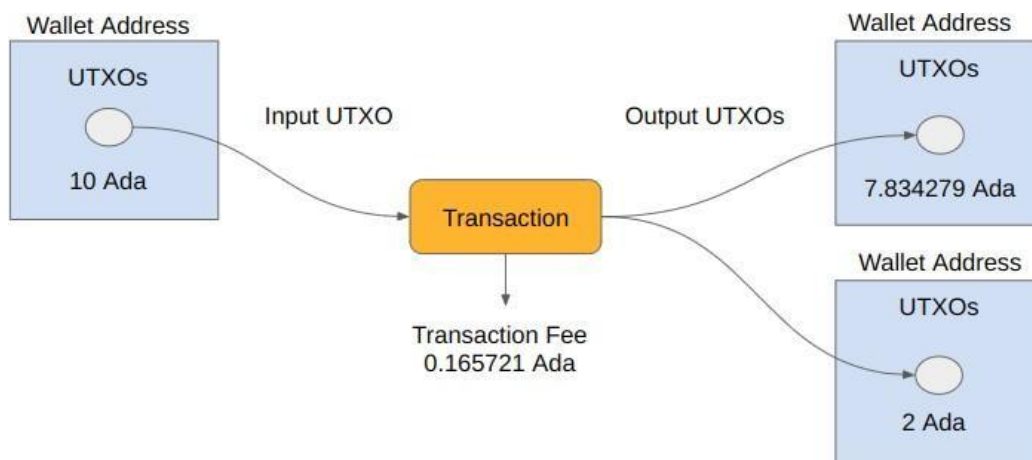 Wallet Address
UTXOs
10 Ada
Input UTXO
Transaction
Transaction Fee
0.165721 Ada
Output UTXOs
Wallet Address
UTXOs
7.834279 Ada
Wallet Address
UTXOs
2 Ada